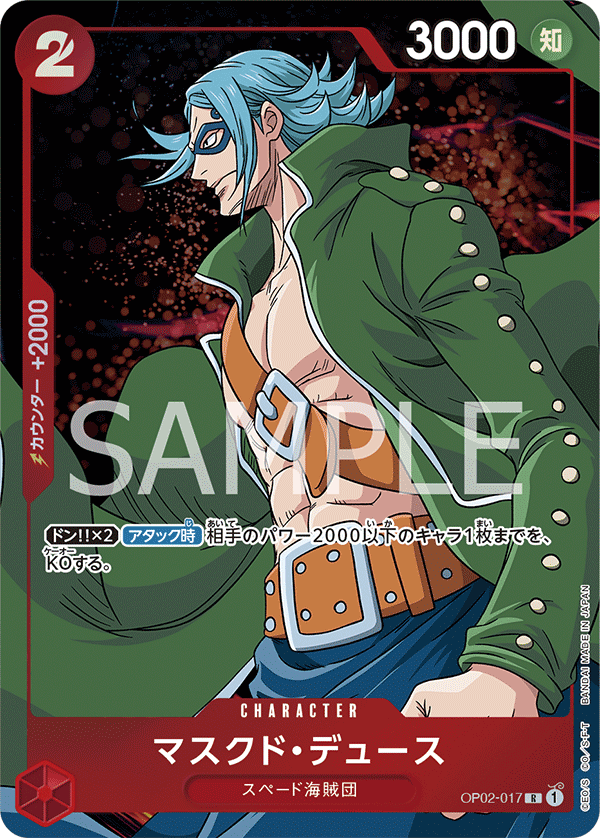 2
3000 知
カウンター +2000
SAMPLE
ドン!!×2 アタック時 相手のパワー2000以下のキャラ1枚までを、
KOする。
CHARACTER
マスクド・デュース
スペード海賊団
OP02-017 R 1
©EO/S ©O/S・F・T BANDAI MADE IN JAPAN